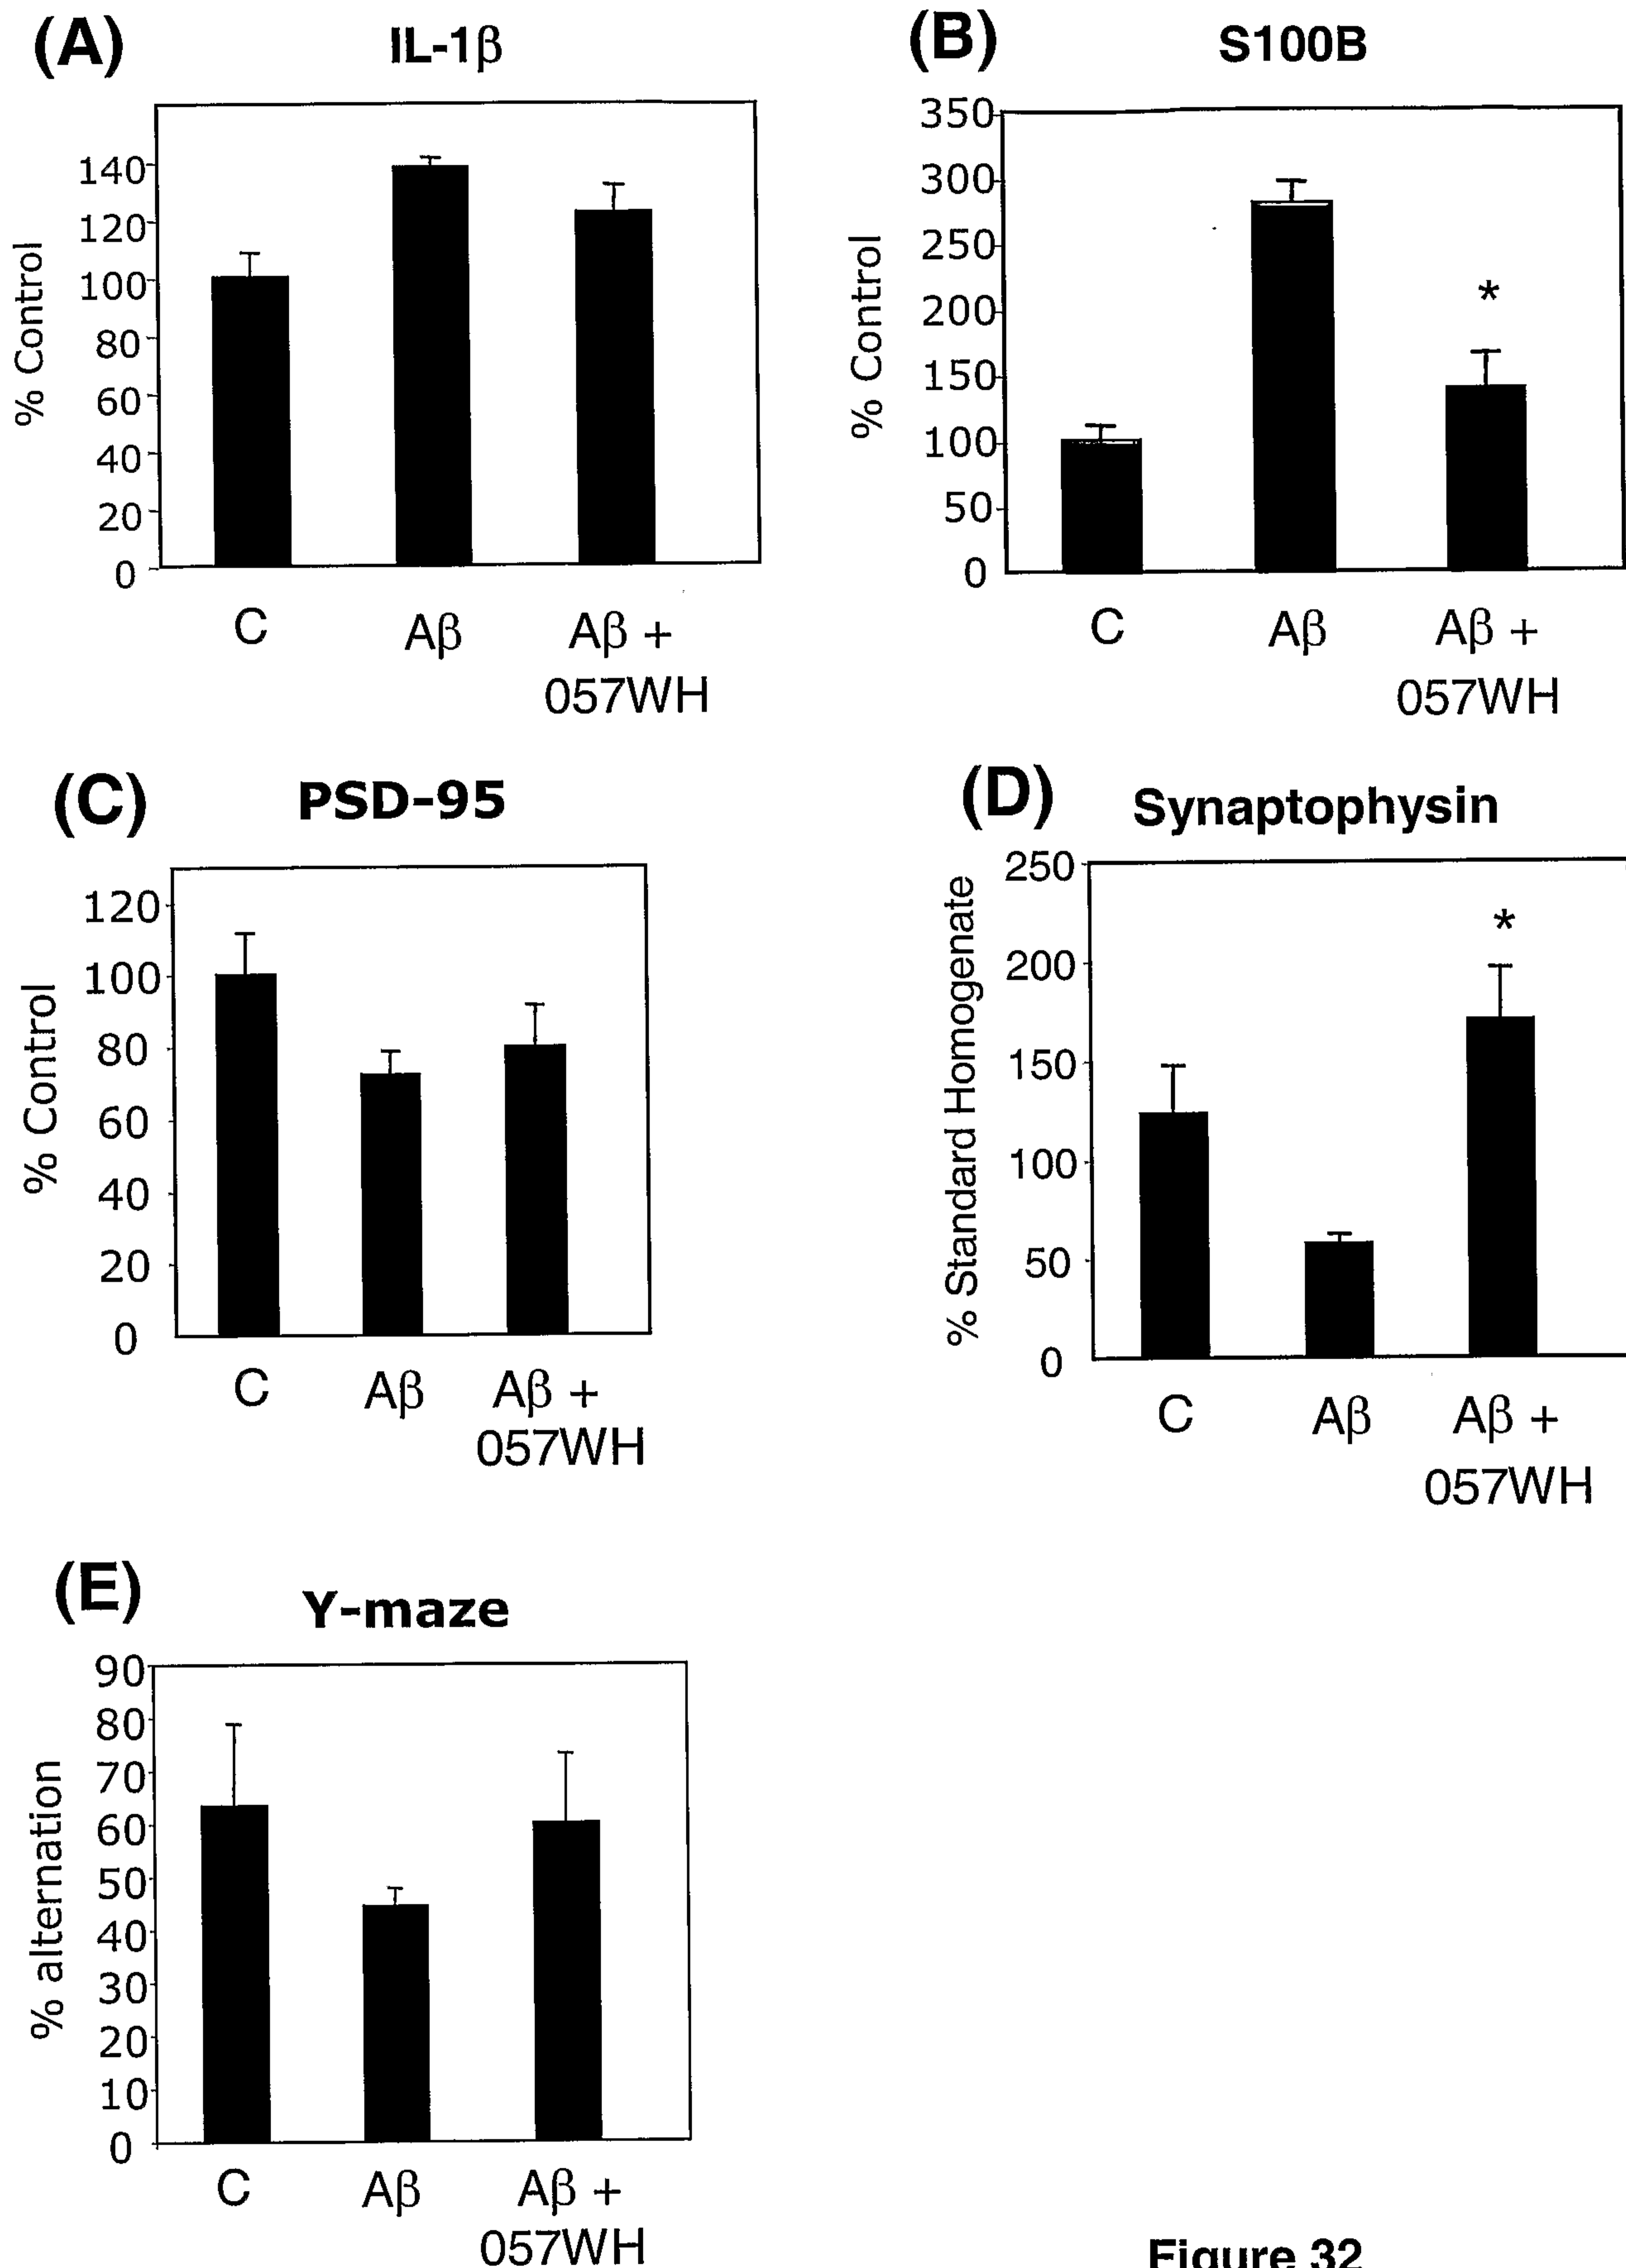 (A) IL-1β
% Control
140
120
100
80
60
40
20
0
C Aβ Aβ +
057WH
(B) S100B
% Control
350
300
250
200
150
100
50
0
*
C Aβ Aβ +
057WH
(C) PSD-95
% Control
120
100
80
60
40
20
0
C Aβ Aβ +
057WH
(D) Synaptophysin
% Standard Homogenate
250
200
150
100
50
0
*
C Aβ Aβ +
057WH
(E) Y-maze
% alternation
90
80
70
60
50
40
30
20
10
0
C Aβ Aβ +
057WH
Figure 32